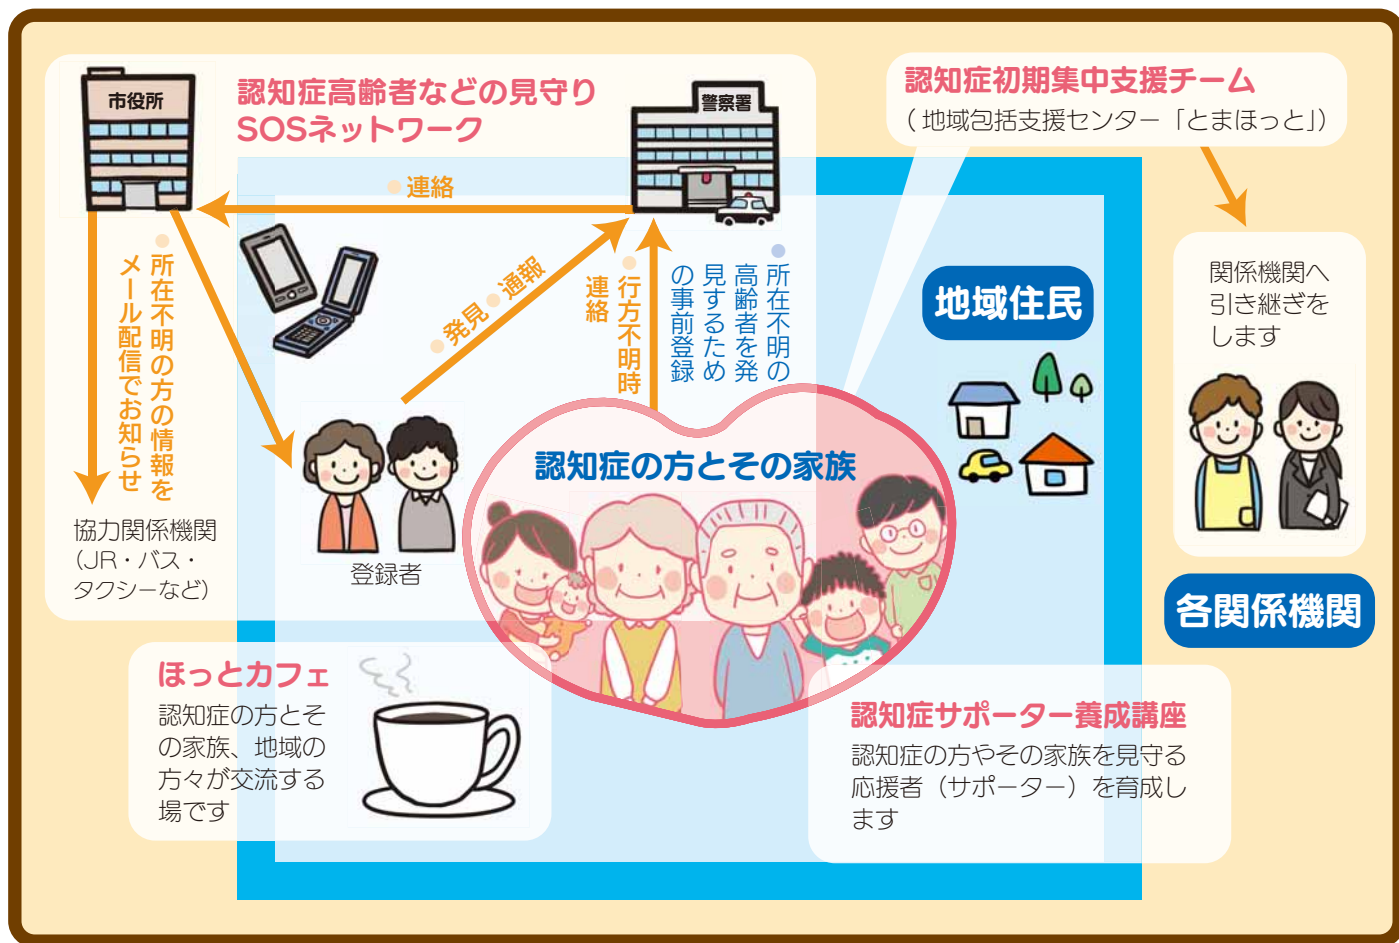 市役所
認知症高齢者などの見守り
SOSネットワーク
警察署
認知症初期集中支援チーム
(地域包括支援センター「とまほっと」)
連絡
所在不明の方の情報を
メール配信でお知らせ
発見・通報
行方不明時
連絡
所在不明の
高齢者を発
見するため
の事前登録
地域住民
関係機関へ
引き継ぎを
します
各関係機関
認知症の方とその家族
協力関係機関
(JR・バス・
タクシーなど)
登録者
ほっとカフェ
認知症の方とそ
の家族、地域の
方々が交流する
場です
認知症サポーター養成講座
認知症の方やその家族を見守る
応援者(サポーター)を育成し
ます